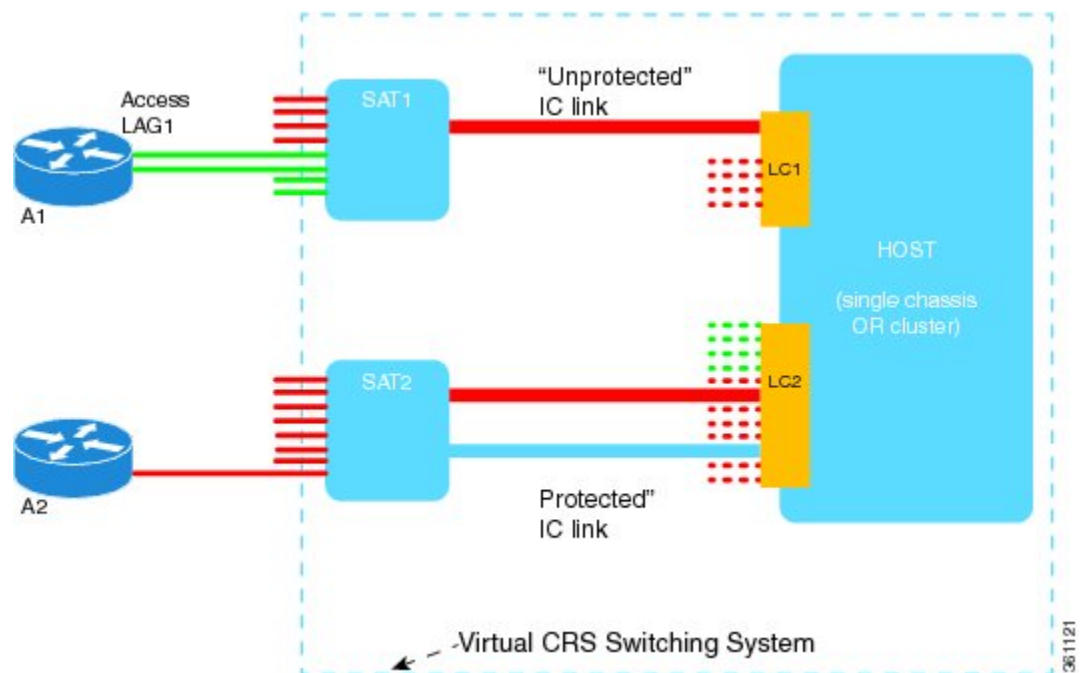 Access
LAG1
A1
SAT1
“Unprotected”
IC link
LC1
HOST
(single chassis
OR cluster)
SAT2
LC2
A2
Protected”
IC link
Virtual CRS Switching System
361121